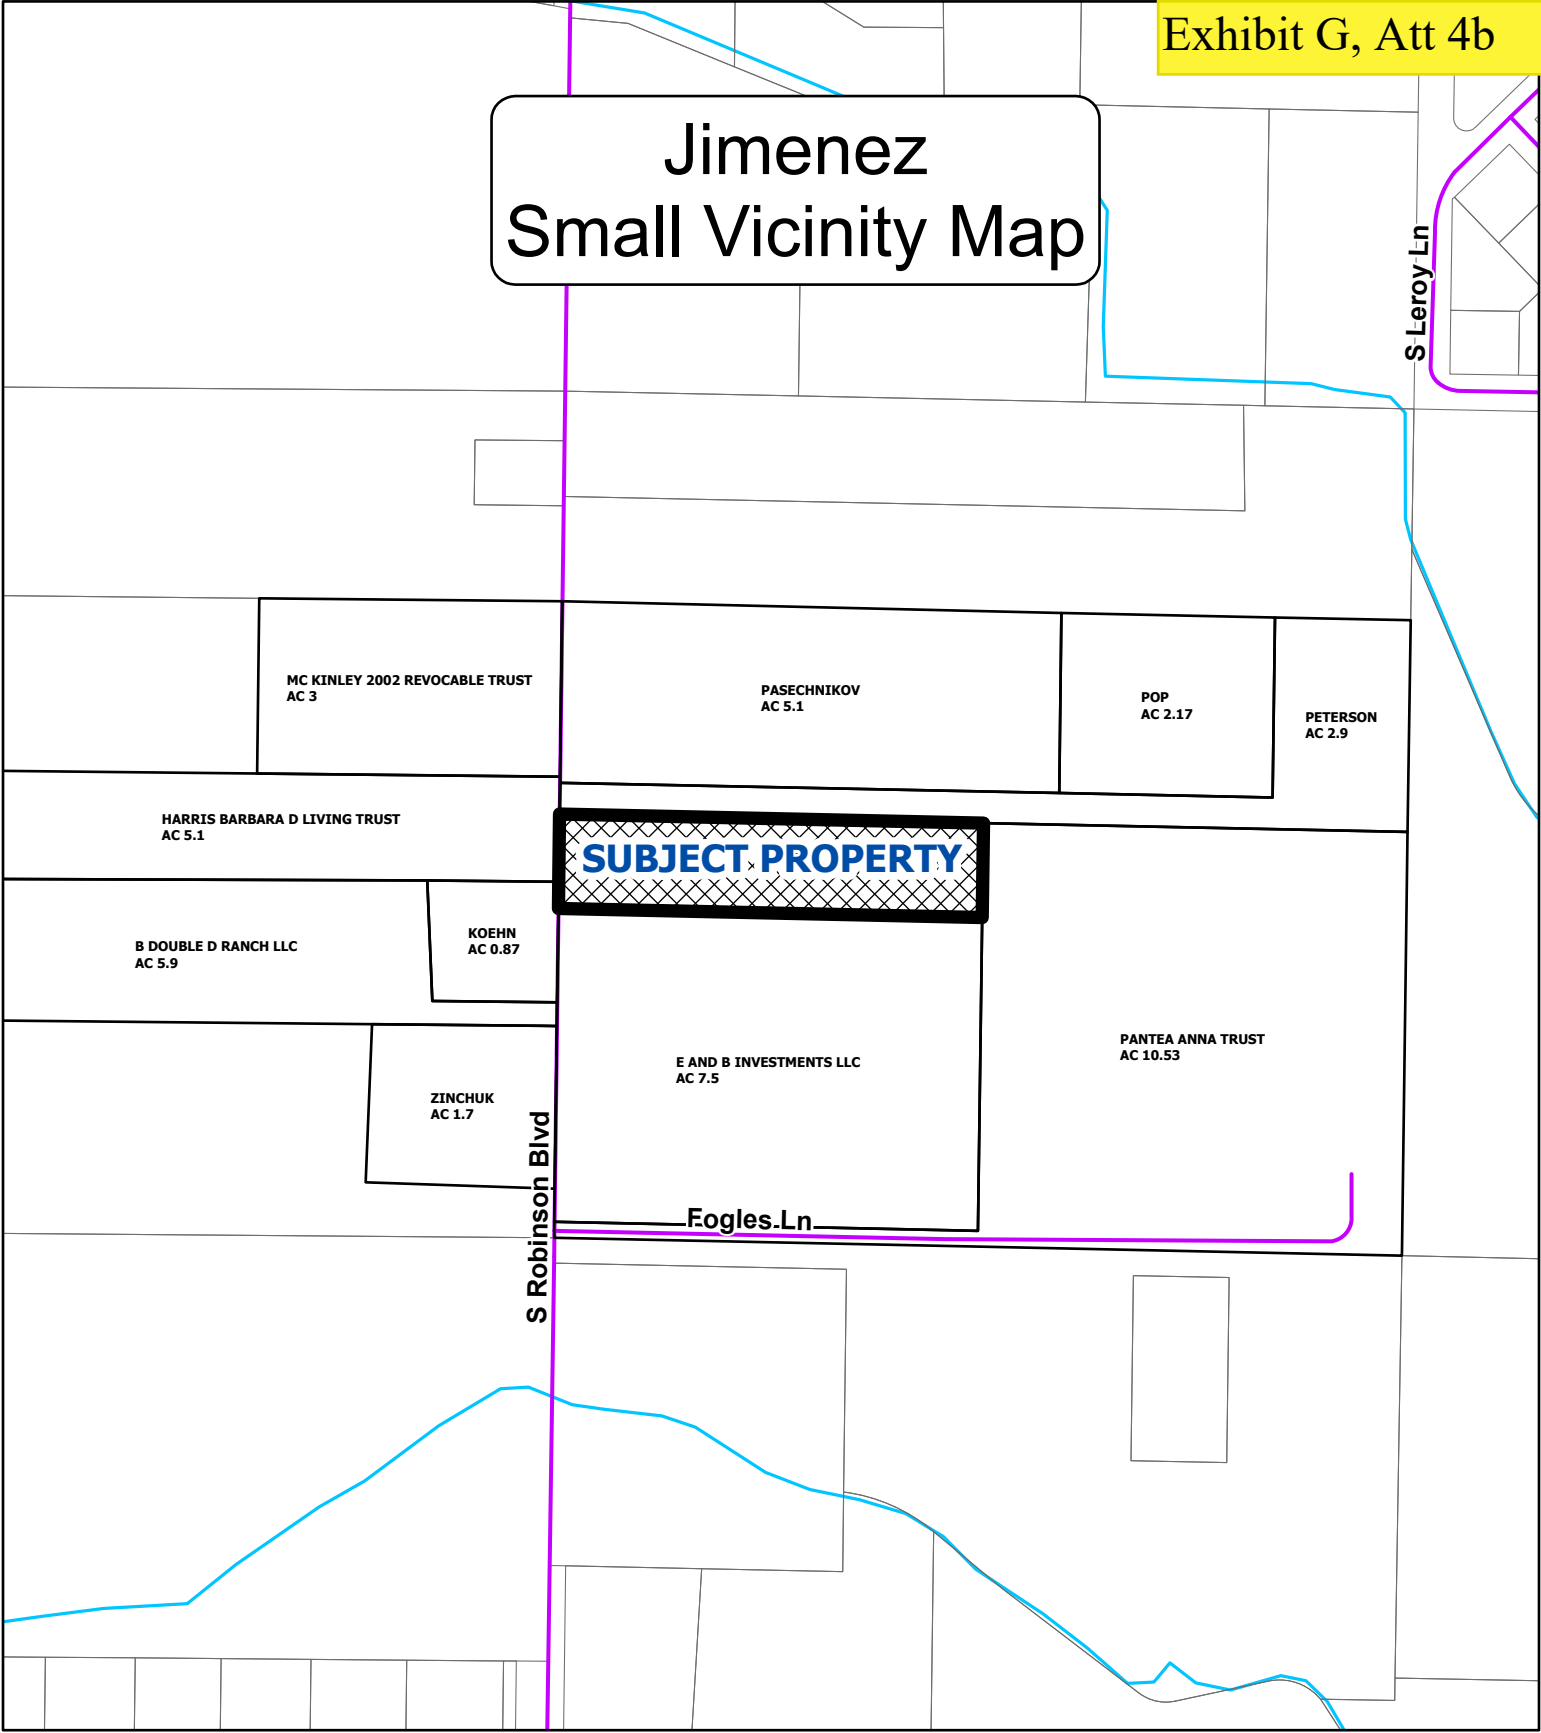 Exhibit G, Att 4b
Jimenez
Small Vicinity Map
S Leroy Ln
MC KINLEY 2002 REVOCABLE TRUST
AC 3
PASECHNIKOV
AC 5.1
POP
AC 2.17
PETERSON
AC 2.9
HARRIS BARBARA D LIVING TRUST
AC 5.1
SUBJECT PROPERTY
B DOUBLE D RANCH LLC
AC 5.9
KOEHN
AC 0.87
E AND B INVESTMENTS LLC
AC 7.5
PANTEA ANNA TRUST
AC 10.53
ZINCHUK
AC 1.7
S Robinson Blvd
Eogles Ln